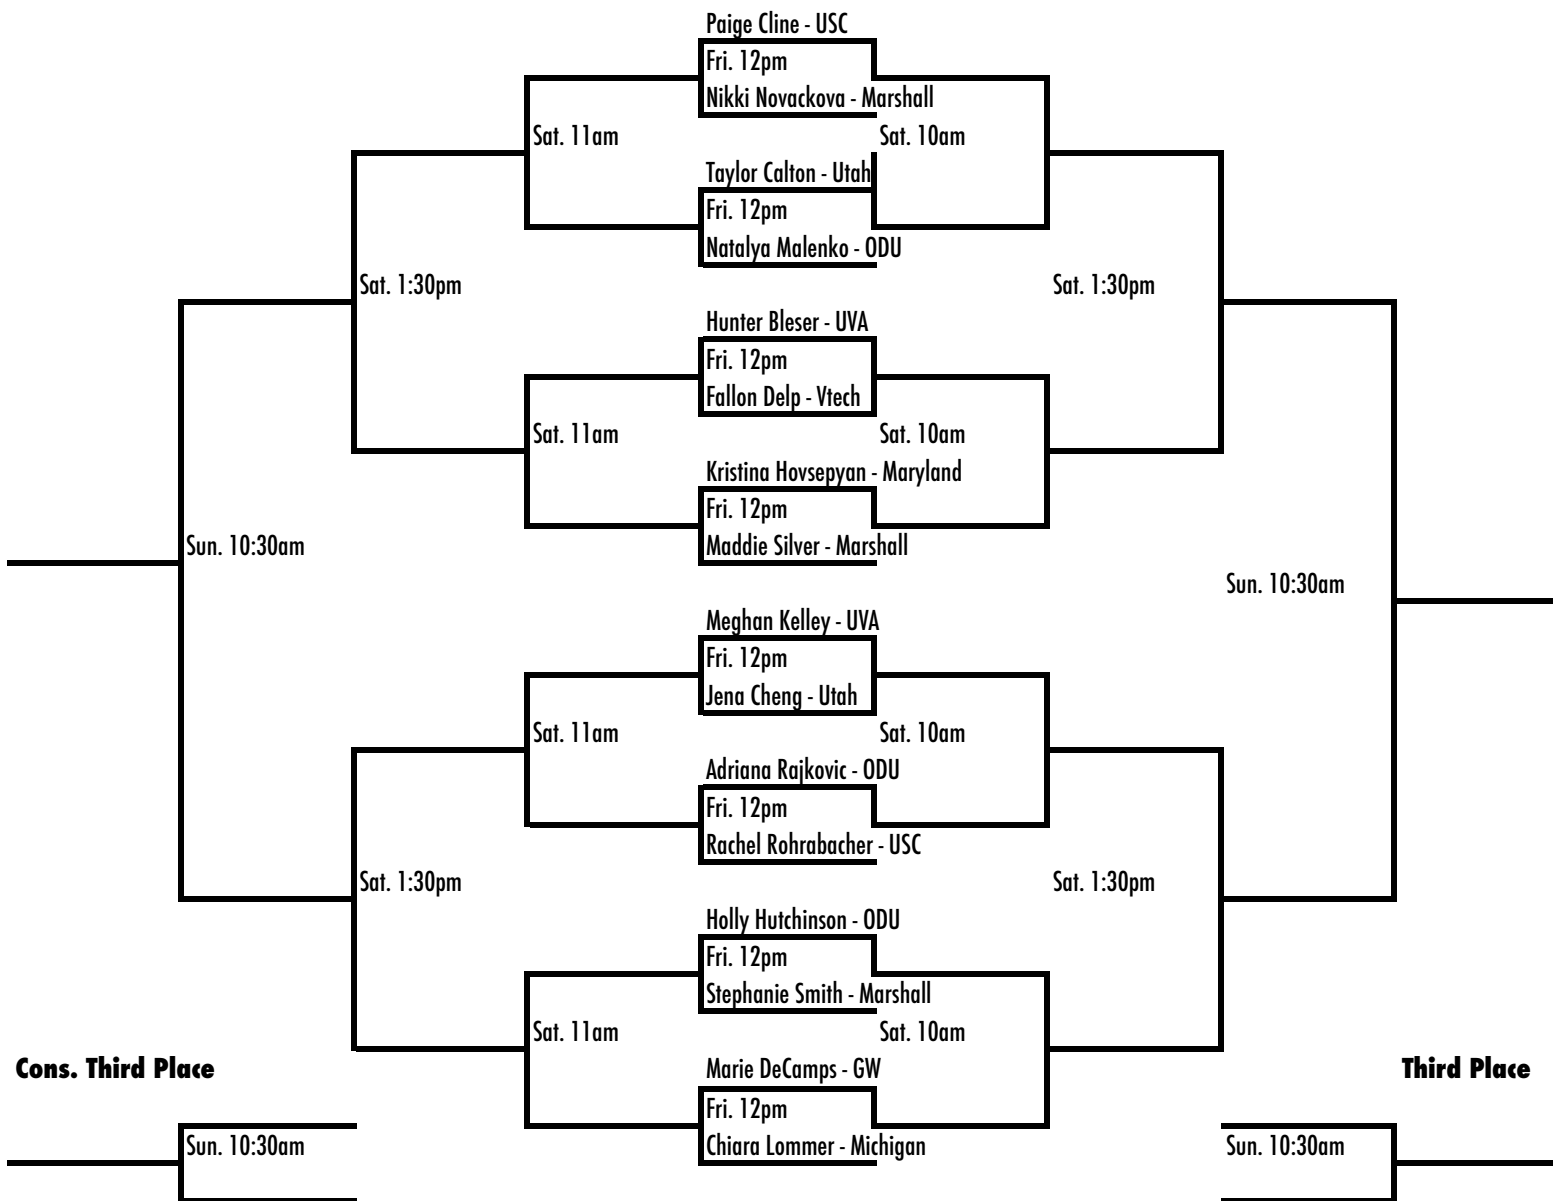 Paige Cline - USC
Fri. 12pm
Nikki Novackova - Marshall
Sat. 11am
Sat. 10am
Taylor Calton - Utah
Fri. 12pm
Natalya Malenko - ODU
Sat. 1:30pm
Sat. 1:30pm
Hunter Bleser - UVA
Fri. 12pm
Fallon Delp - Vtech
Sat. 11am
Sat. 10am
Kristina Hovsepyan - Maryland
Fri. 12pm
Maddie Silver - Marshall
Sun. 10:30am
Sun. 10:30am
Meghan Kelley - UVA
Fri. 12pm
Jena Cheng - Utah
Sat. 11am
Sat. 10am
Adriana Rajkovic - ODU
Fri. 12pm
Rachel Rohrabacher - USC
Sat. 1:30pm
Sat. 1:30pm
Holly Hutchinson - ODU
Fri. 12pm
Stephanie Smith - Marshall
Sat. 11am
Sat. 10am
Cons. Third Place
Marie DeCamps - GW
Third Place
Fri. 12pm
Sun. 10:30am
Chiara Lommer - Michigan
Sun. 10:30am